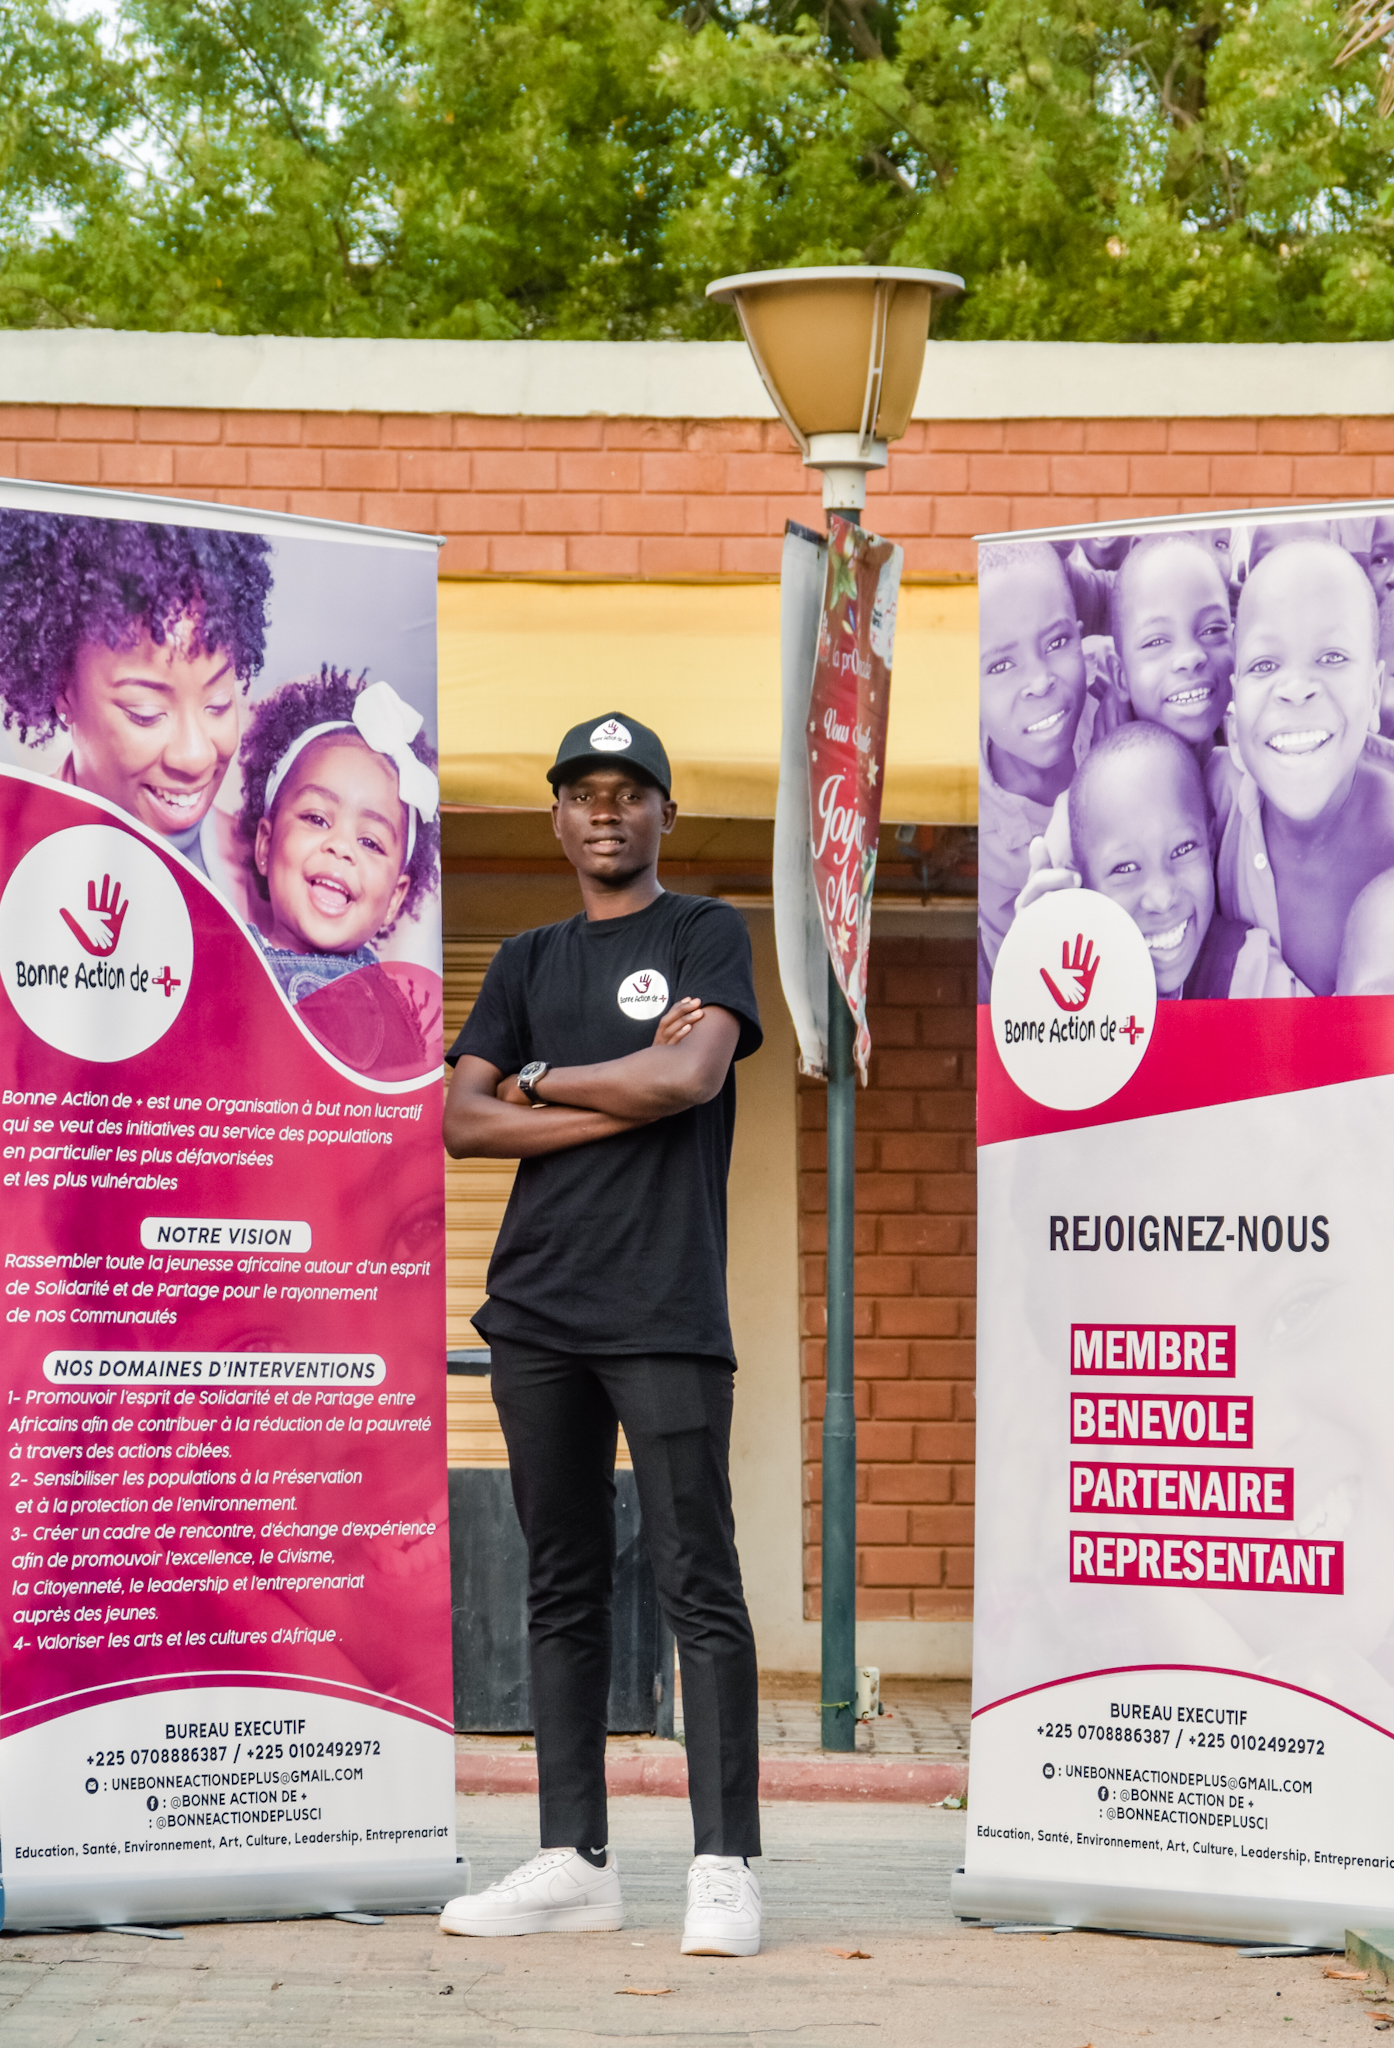 Bonne Action de +
Bonne Action de + est une Organisation à but non lucratif
qui se veut des initiatives au service des populations
en particulier les plus défavorisées
et les plus vulnérables
NOTRE VISION
Rassembler toute la jeunesse africaine autour d'un esprit
de Solidarité et de Partage pour le rayonnement
de nos Communautés
NOS DOMAINES D'INTERVENTIONS
1- Promouvoir l'esprit de Solidarité et de Partage entre
Africains afin de contribuer à la réduction de la pauvreté
à travers des actions ciblées.
2- Sensibiliser les populations à la Préservation
et à la protection de l'environnement.
3- Créer un cadre de rencontre, d'échange d'expérience
afin de promouvoir l'excellence, le Civisme,
la Citoyenneté, le leadership et l'entreprenariat
auprès des jeunes.
4- Valoriser les arts et les cultures d'Afrique .
BUREAU EXECUTIF
+225 0708886387 / +225 0102492972
: UNEBONNEACTIONDEPLUS@GMAIL.COM
: @BONNE ACTION DE +
: @BONNEACTIONDEPLUSCI
Education, Santé, Environnement, Art, Culture, Leadership, Entreprenariat
Bonne Action de +
Bonne Action de +
Vous
Bonne Action de +
REJOIGNEZ-NOUS
MEMBRE
BENEVOLE
PARTENAIRE
REPRESENTANT
BUREAU EXECUTIF
+225 0708886387 / +225 0102492972
: UNEBONNEACTIONDEPLUS@GMAIL.COM
: @BONNE ACTION DE +
: @BONNEACTIONDEPLUSCI
Education, Santé, Environnement, Art, Culture, Leadership, Entreprenaria